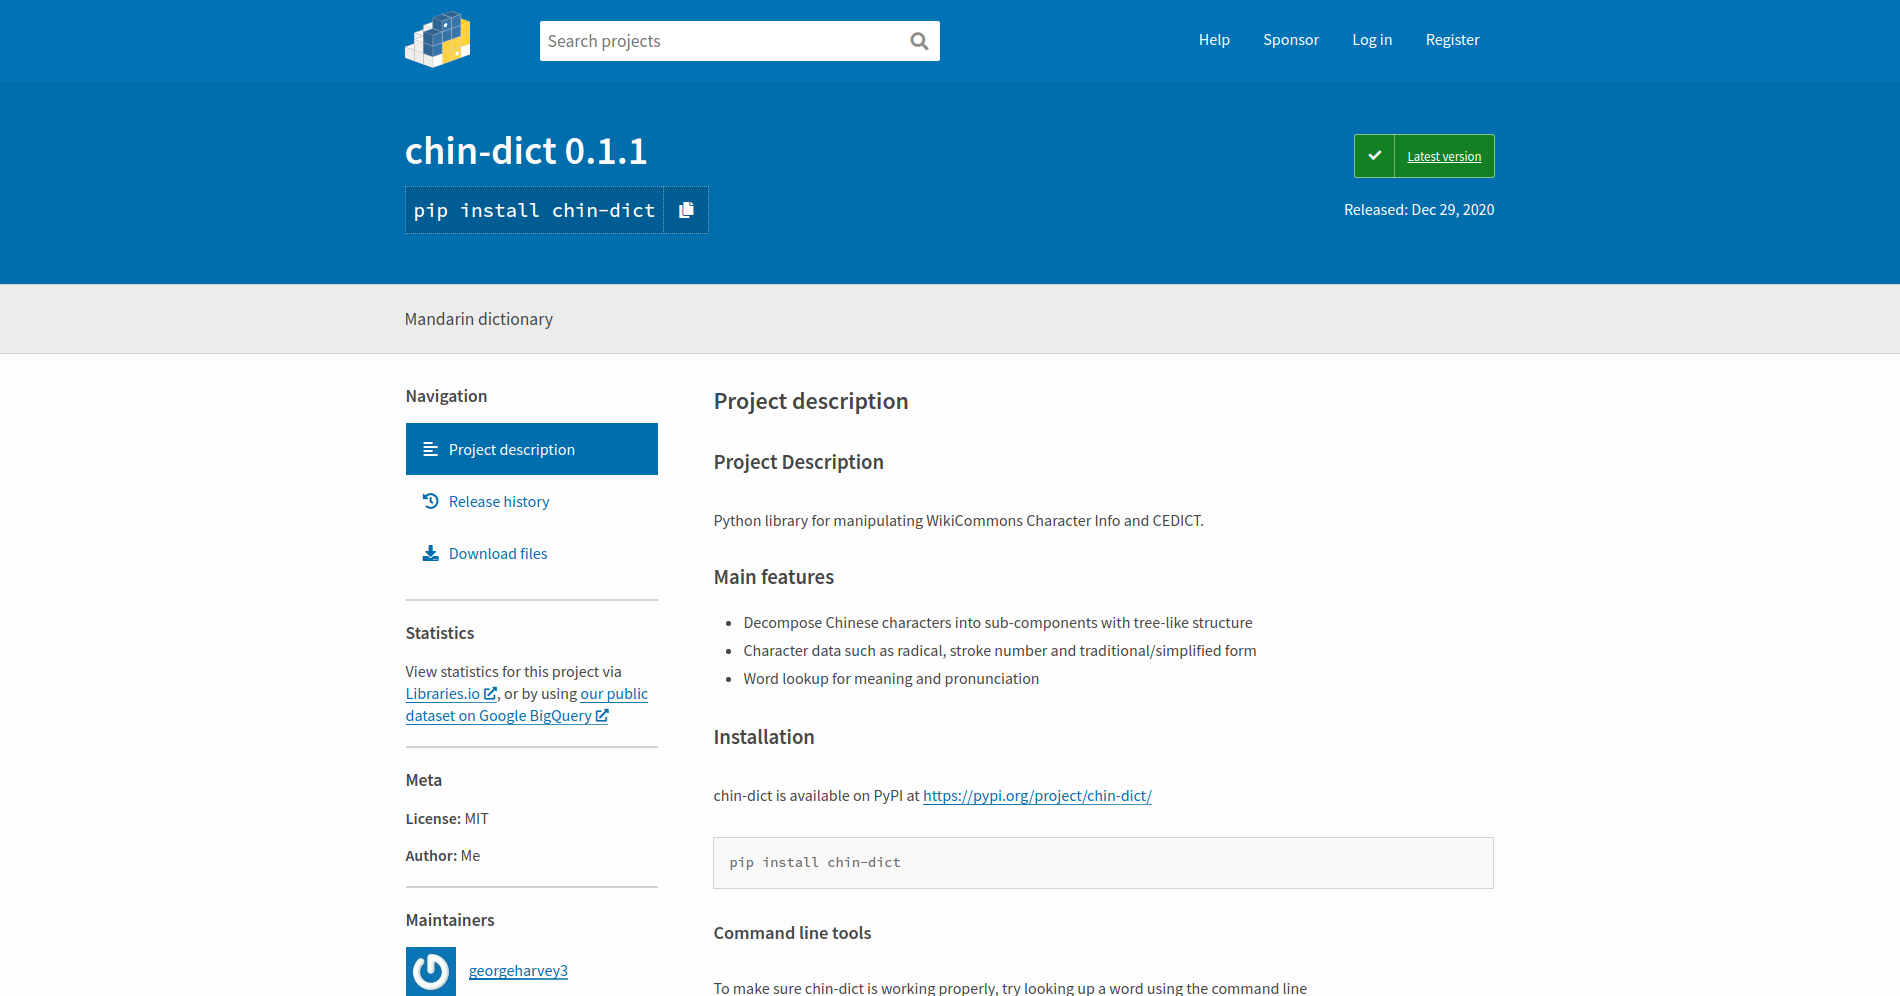 Search projects
Help
Sponsor
Log in
Register
chin-dict 0.1.1
pip install chin-dict
Latest version
Released: Dec 29, 2020
Mandarin dictionary
Navigation
Project description
Release history
Download files
Statistics
View statistics for this project via
Libraries.io, or by using our public
dataset on Google BigQuery
Meta
License: MIT
Author: Me
Maintainers
georgeharvey3
Project description
Project Description
Python library for manipulating WikiCommons Character Info and CEDICT.
Main features
Decompose Chinese characters into sub-components with tree-like structure
Character data such as radical, stroke number and traditional/simplified form
Word lookup for meaning and pronunciation
Installation
chin-dict is available on PyPI at https://pypi.org/project/chin-dict/
pip install chin-dict
Command line tools
To make sure chin-dict is working properly, try looking up a word using the command line